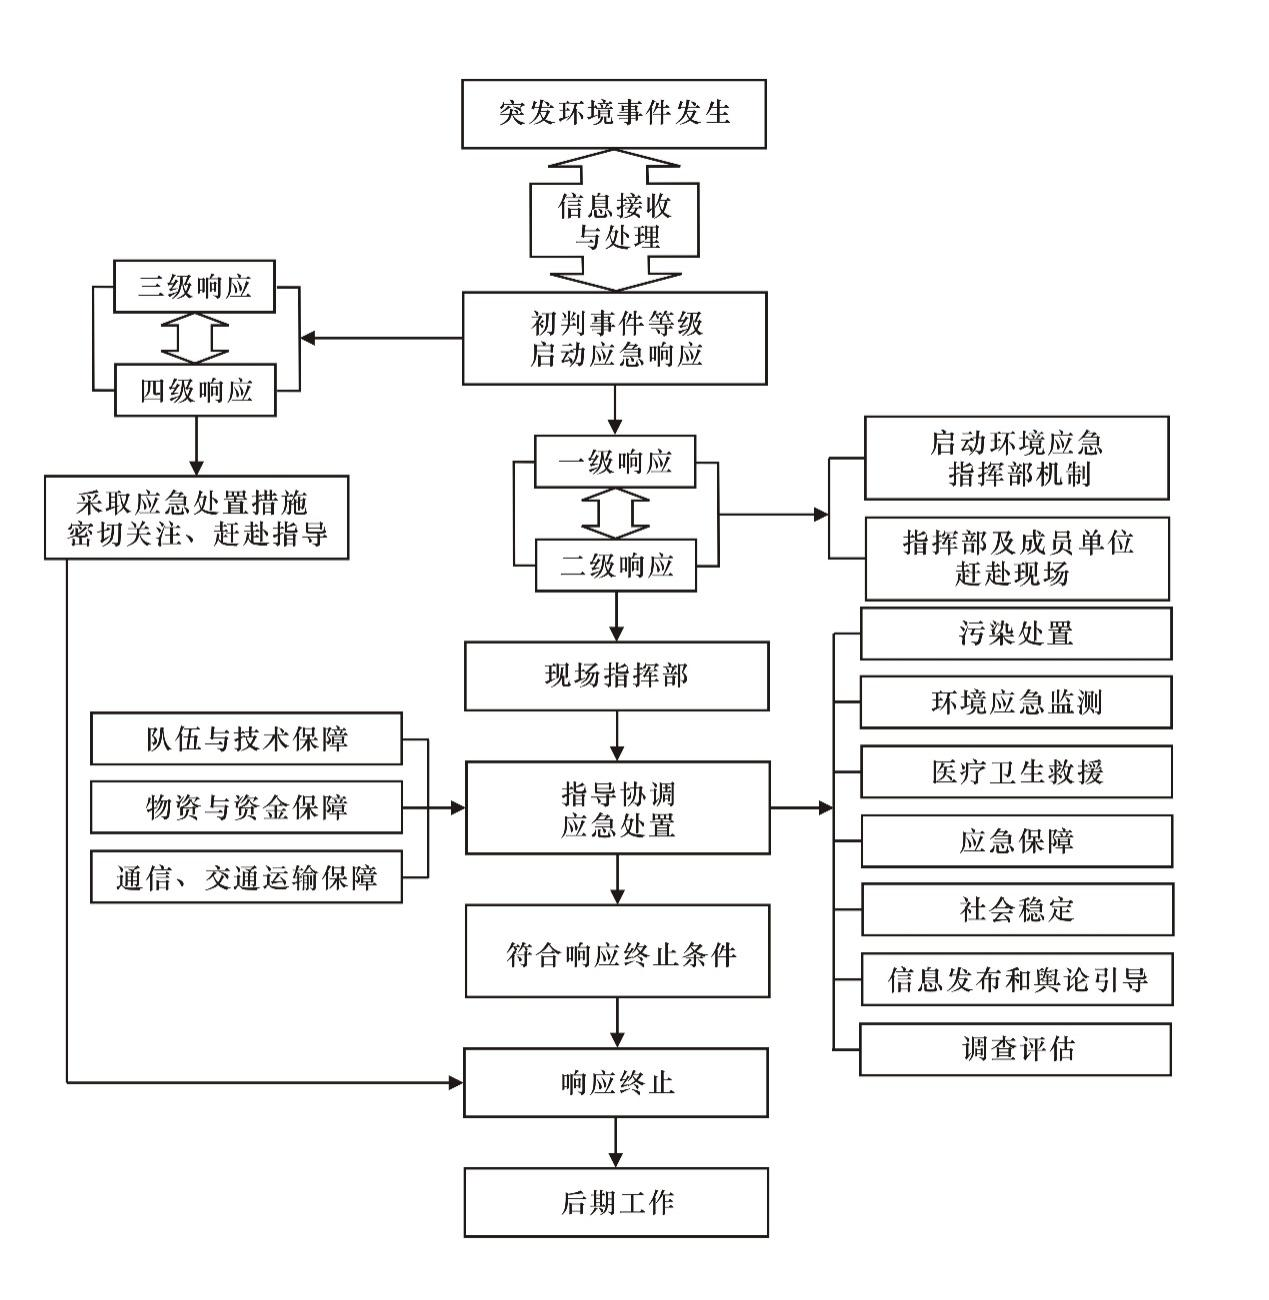 突发环境事件发生
信息接收
与处理
三级响应
四级响应
初判事件等级
启动应急响应
一级响应
二级响应
启动环境应急
指挥部机制
指挥部及成员单位
赶赴现场
采取应急处置措施
密切关注、赶赴指导
现场指挥部
队伍与技术保障
物资与资金保障
通信、交通运输保障
指导协调
应急处置
污染处置
环境应急监测
医疗卫生救援
应急保障
社会稳定
信息发布和舆论引导
调查评估
符合响应终止条件
响应终止
后期工作